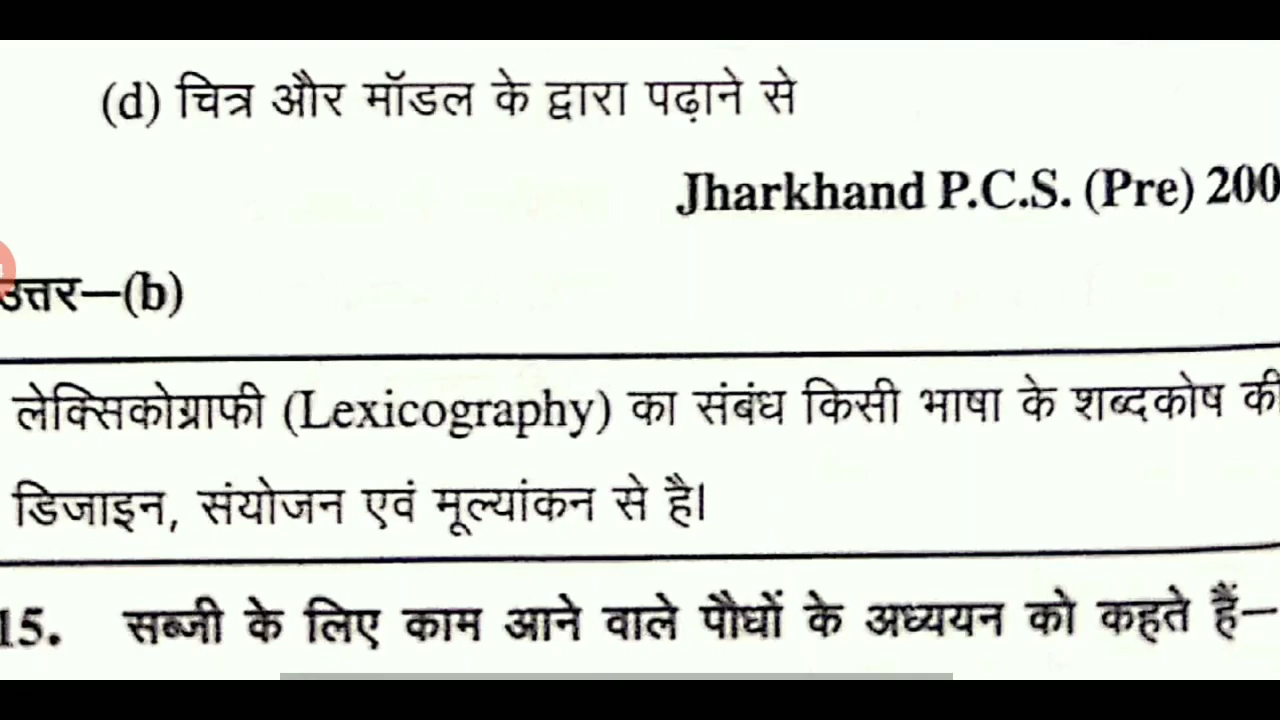 (d) चित्र और मॉडल के द्वारा पढ़ाने से
Jharkhand P.C.S. (Pre) 200
उत्तर—(b)
लेक्सिकोग्राफी (Lexicography) का संबंध किसी भाषा के शब्दकोष की
डिजाइन, संयोजन एवं मूल्यांकन से है।
15. सब्जी के लिए काम आने वाले पौधों के अध्ययन को कहते हैं—